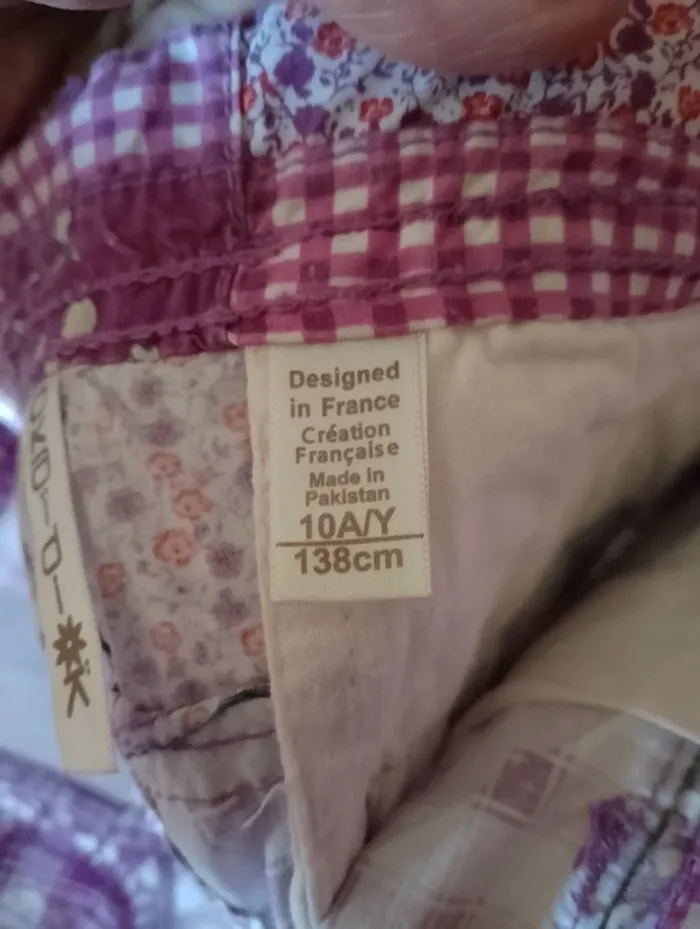 Designed
in France
Création
Française
Made in
Pakistan
10A/Y
138cm